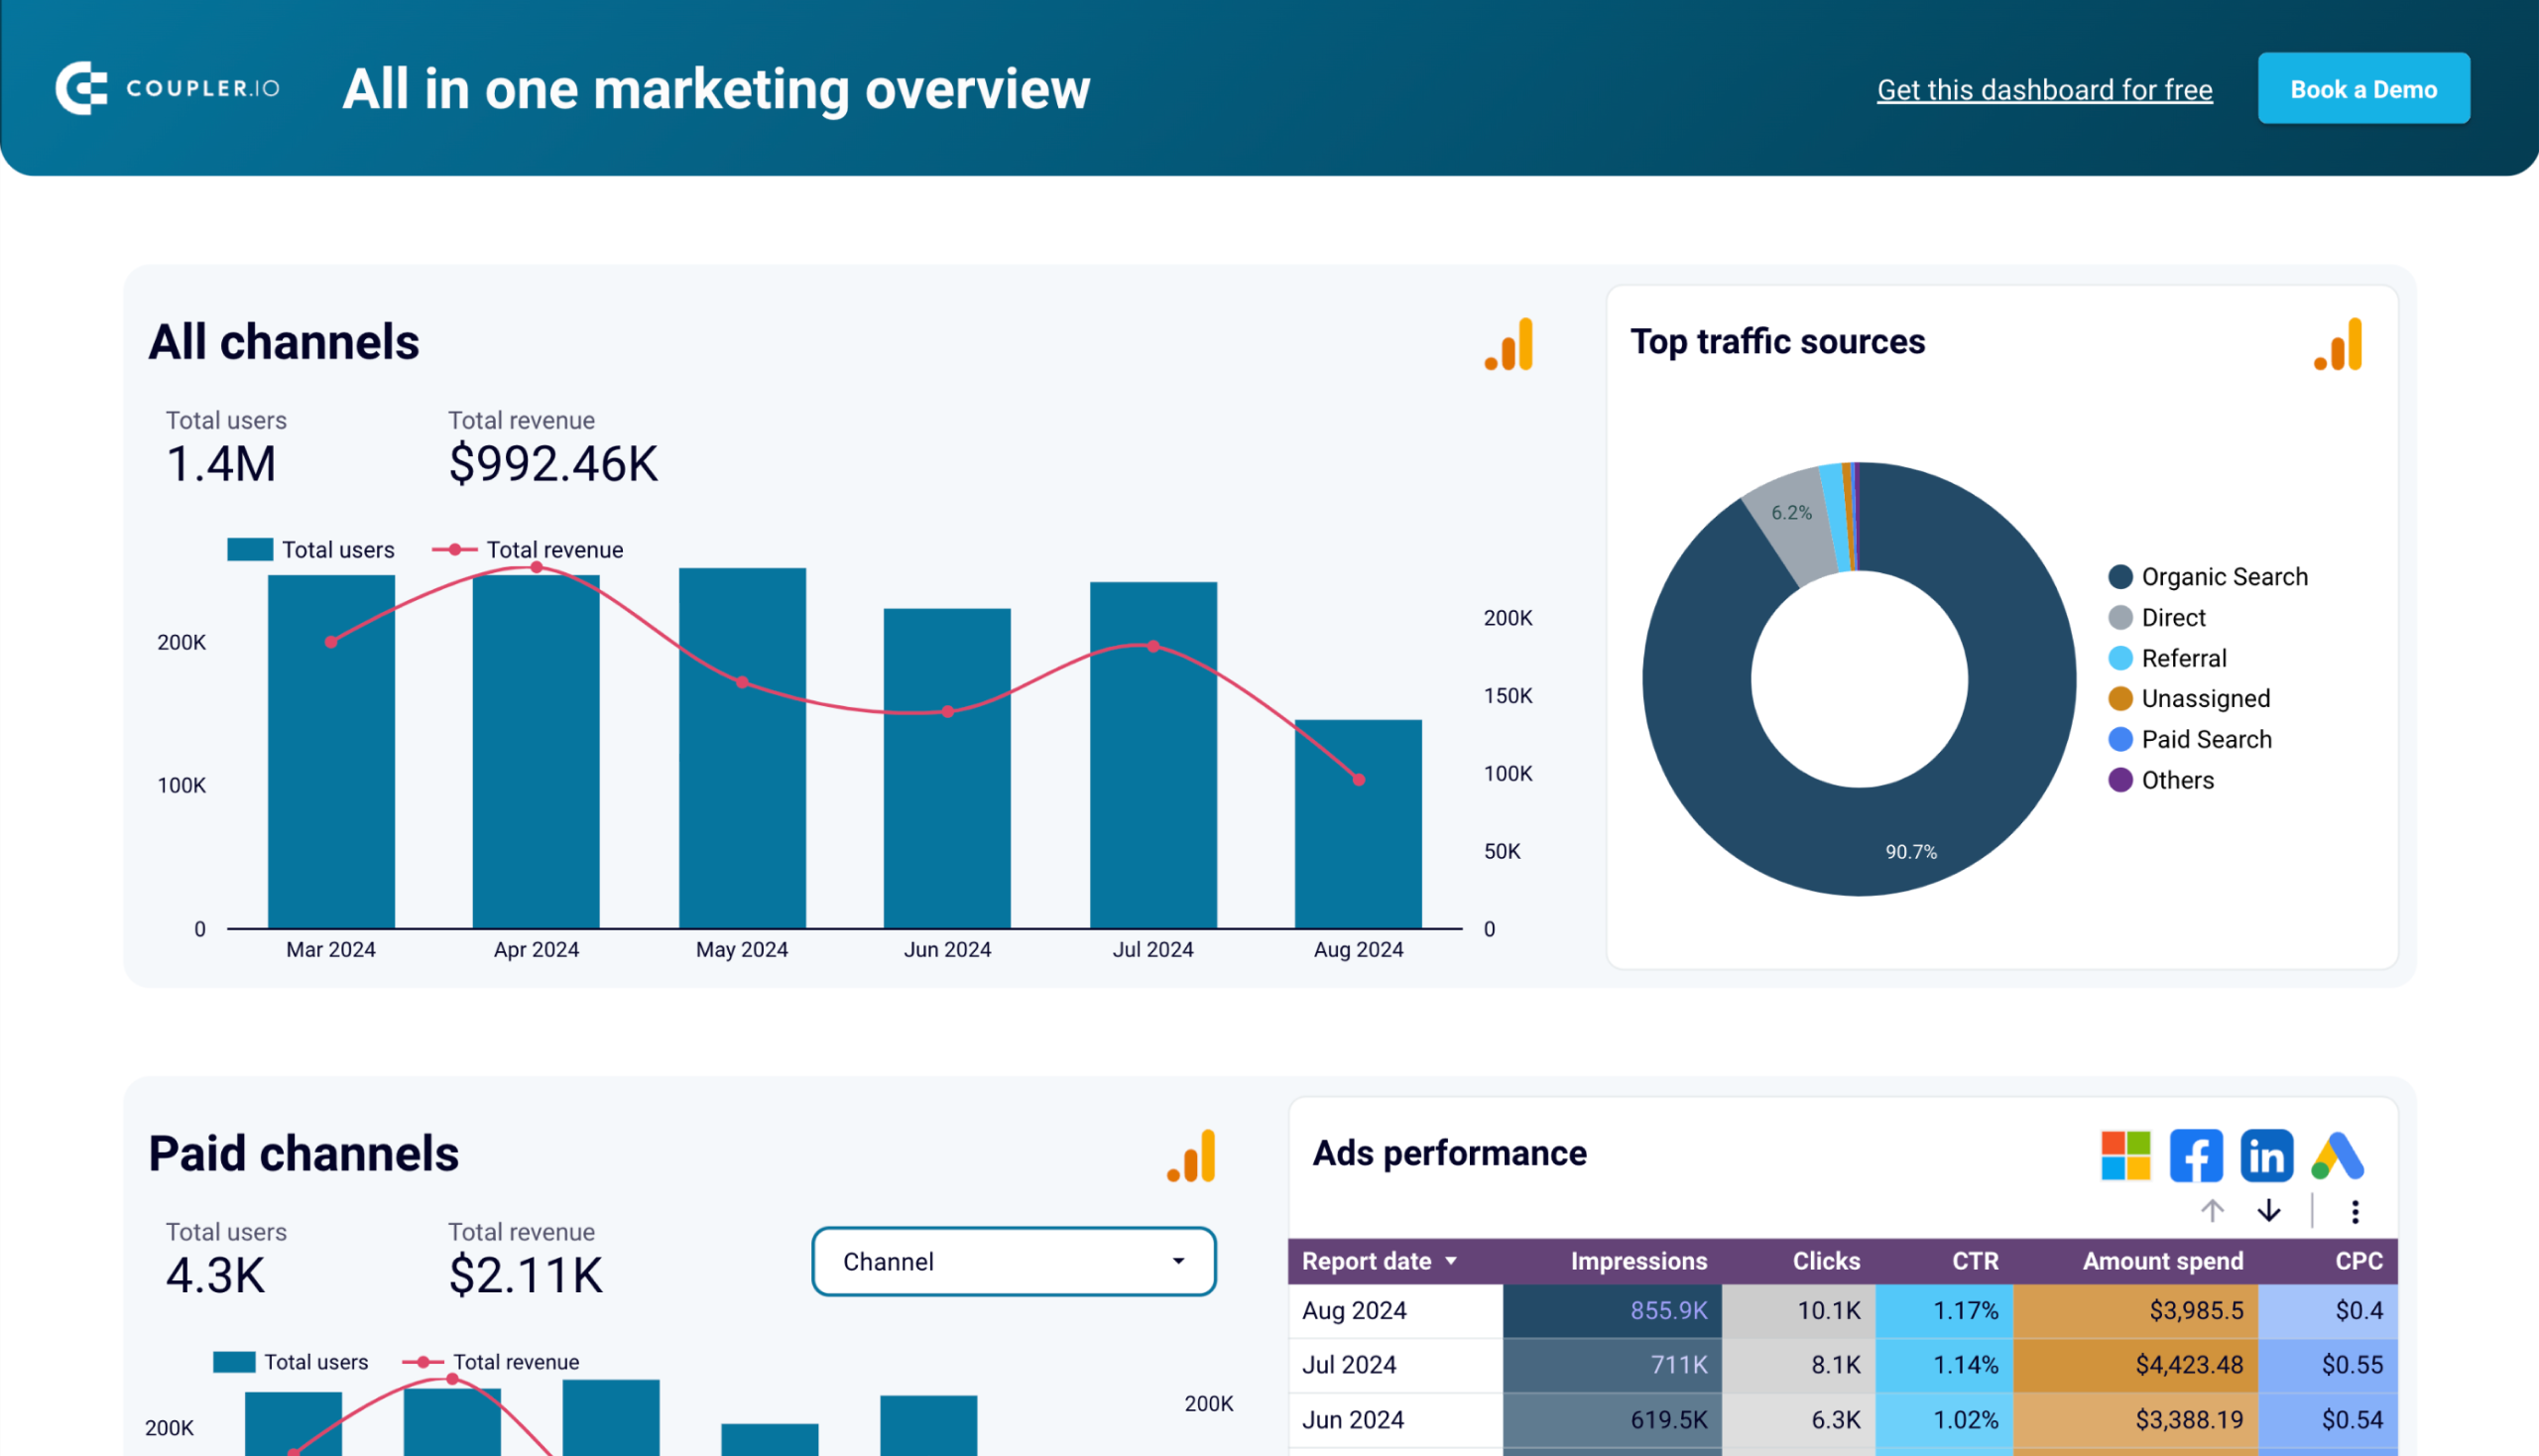 COUPLER.IO
All in one marketing overview
Get this dashboard for free
Book a Demo
All channels
Total users
Total revenue
1.4M
$992.46K
Total users
Total revenue
200K
100K
0
200K
150K
100K
50K
0
Mar 2024
Apr 2024
May 2024
Jun 2024
Jul 2024
Aug 2024
Top traffic sources
6.2%
90.7%
Organic Search
Direct
Referral
Unassigned
Paid Search
Others
Paid channels
Total users
Total revenue
4.3K
$2.11K
Channel
Total users
Total revenue
200K
200K
Ads performance
in
Report date Impressions Clicks CTR Amount spend CPC
Aug 2024 855.9K 10.1K 1.17% $3,985.5 $0.4
Jul 2024 711K 8.1K 1.14% $4,423.48 $0.55
Jun 2024 619.5K 6.3K 1.02% $3,388.19 $0.54